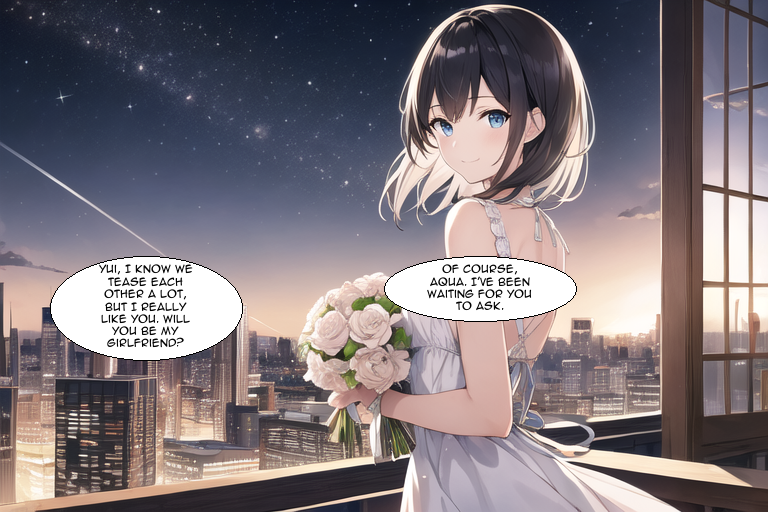 YUI, I KNOW WE
TEASE EACH
OTHER A LOT,
BUT I REALLY
LIKE YOU. WILL
YOU BE MY
GIRLFRIEND?
OF COURSE,
AQUA. I'VE BEEN
WAITING FOR YOU
TO ASK.